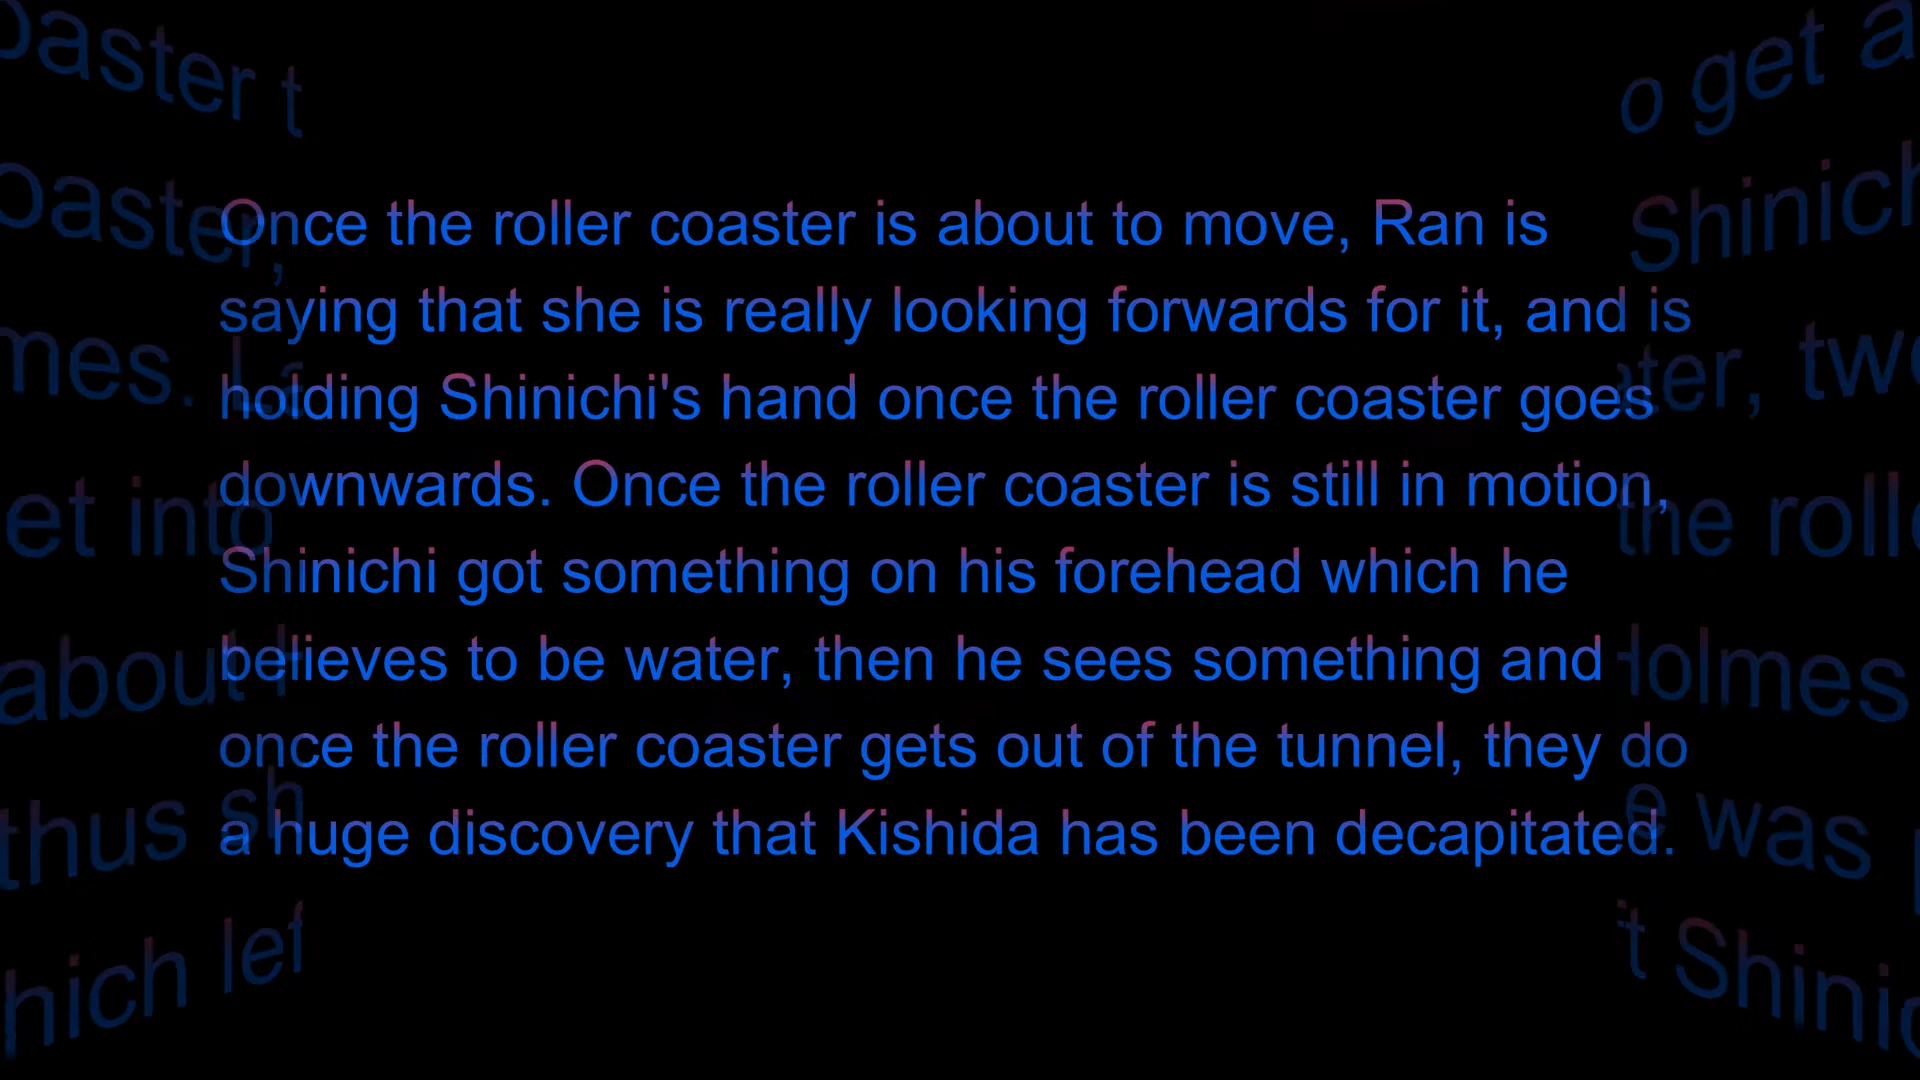 Once the roller coaster is about to move, Ran is
saying that she is really looking forwards for it, and is
holding Shinichi's hand once the roller coaster goes
downwards. Once the roller coaster is still in motion,
Shinichi got something on his forehead which he
believes to be water, then he sees something and
once the roller coaster gets out of the tunnel, they do
a huge discovery that Kishida has been decapitated.